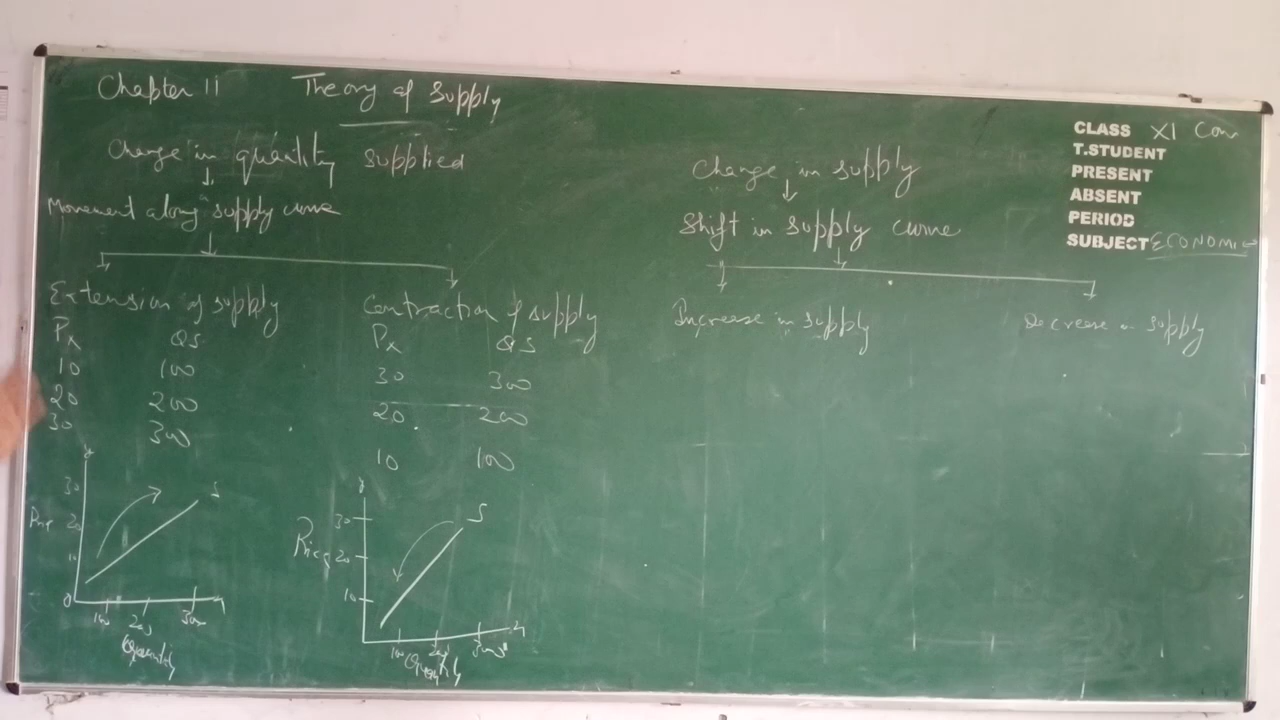 Chapter 11 Theory of Supply
CLASS XI Com
T.STUDENT
PRESENT
ABSENT
PERIOD
SUBJECT ECONOMIC
Change in quantity supplied
Movement along supply curve
Extension of supply
Px QS
10 100
20 200
30 300
Contraction of supply
Px QS
30 300
20 200
10 100
y
30
20
10
0
S
100 200 300
Quantity
y
Price
30
20
10
S
100 200 300
Quantity
Change in supply
Shift in supply curve
Increase in supply
Decrease in supply